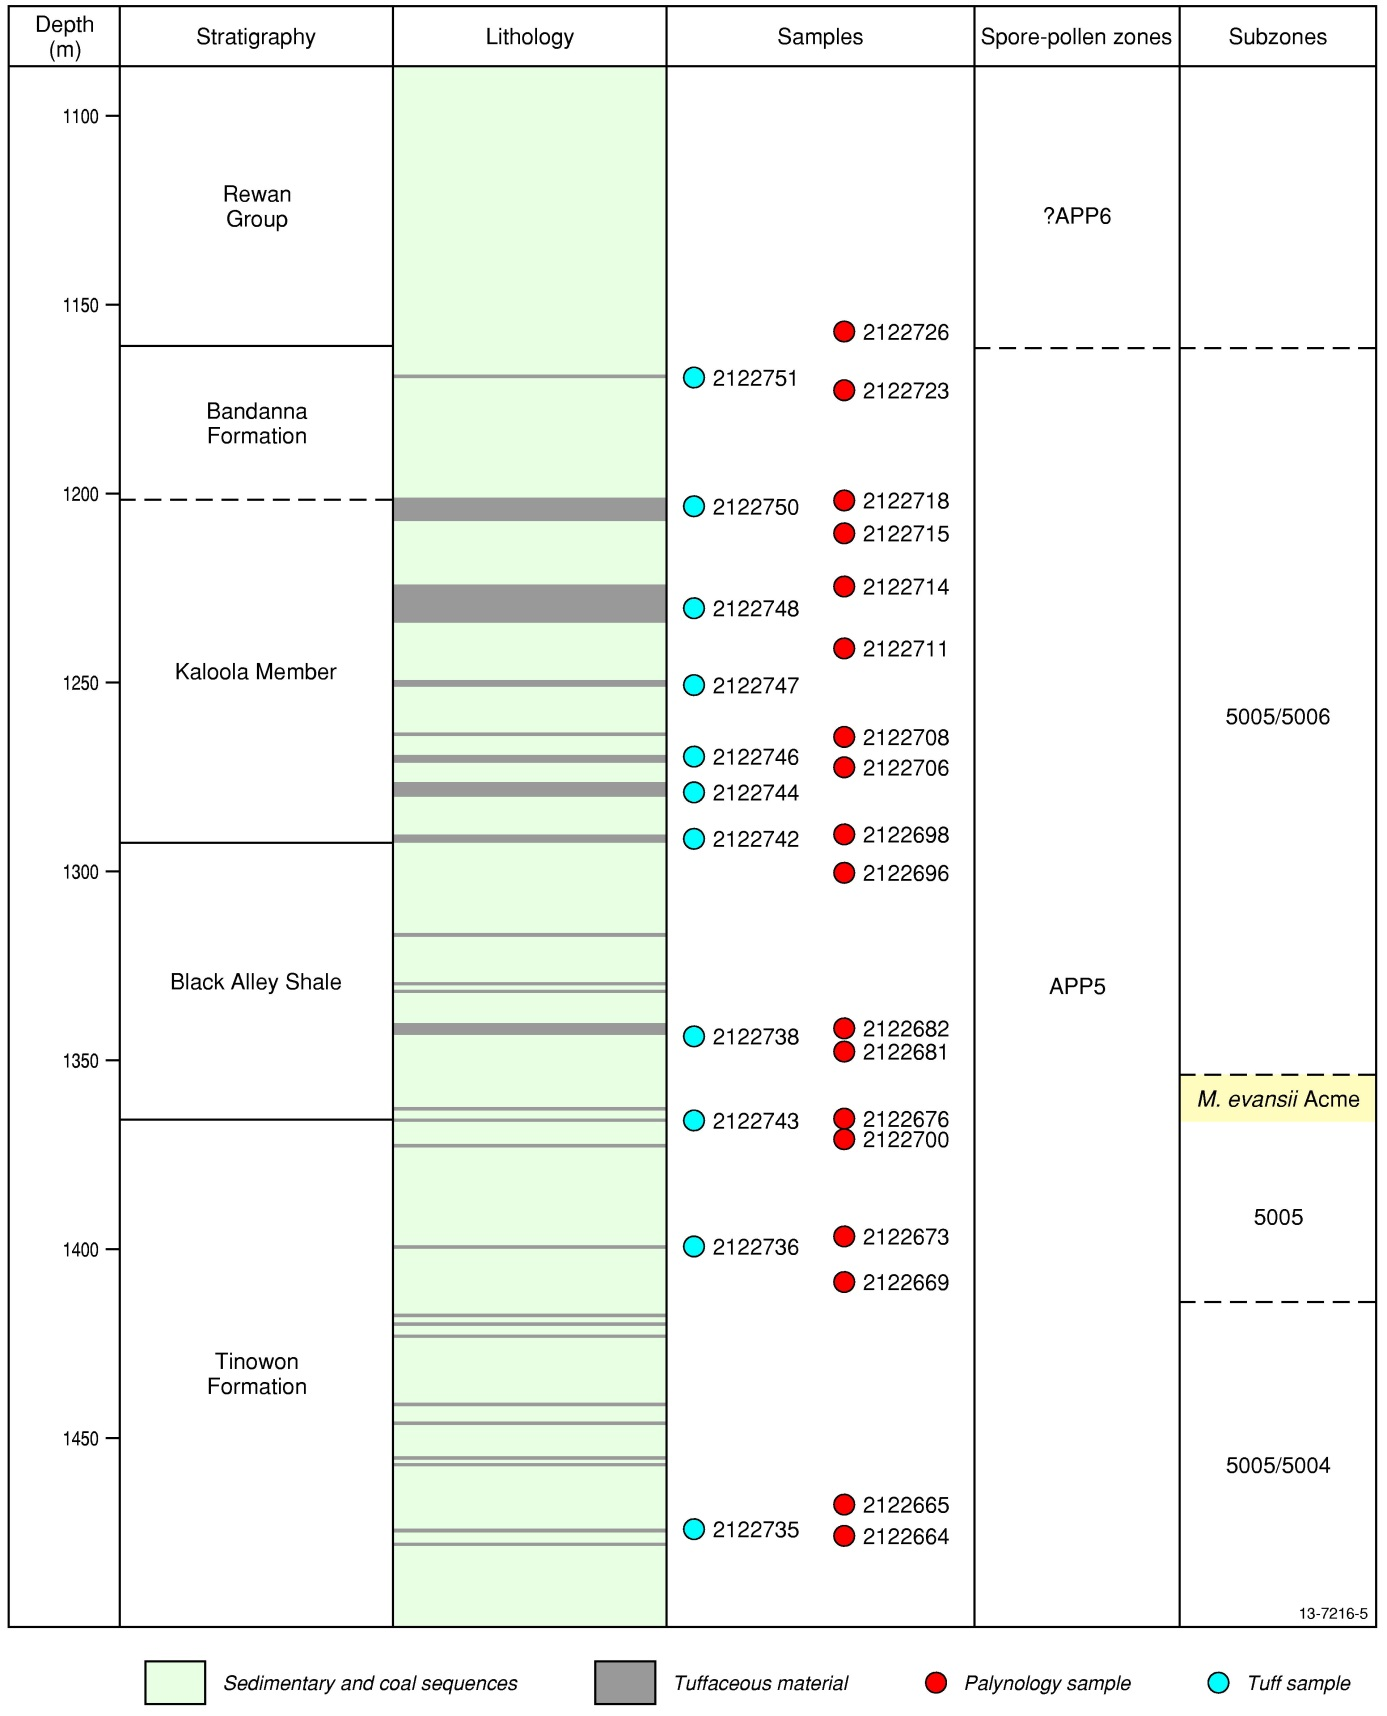 Depth
(m)
Stratigraphy
Lithology
Samples
Spore-pollen zones
Subzones
1100
1150
1200
1250
1300
1350
1400
1450
Rewan
Group
Bandanna
Formation
Kaloola Member
Black Alley Shale
Tinowon
Formation
2122751
2122750
2122748
2122747
2122746
2122744
2122742
2122738
2122743
2122736
2122735
2122726
2122723
2122718
2122715
2122714
2122711
2122708
2122706
2122698
2122696
2122682
2122681
2122676
2122700
2122673
2122669
2122665
2122664
?APP6
APP5
5005/5006
M. evansii Acme
5005
5005/5004
13-7216-5
Sedimentary and coal sequences
Tuffaceous material
Palynology sample
Tuff sample